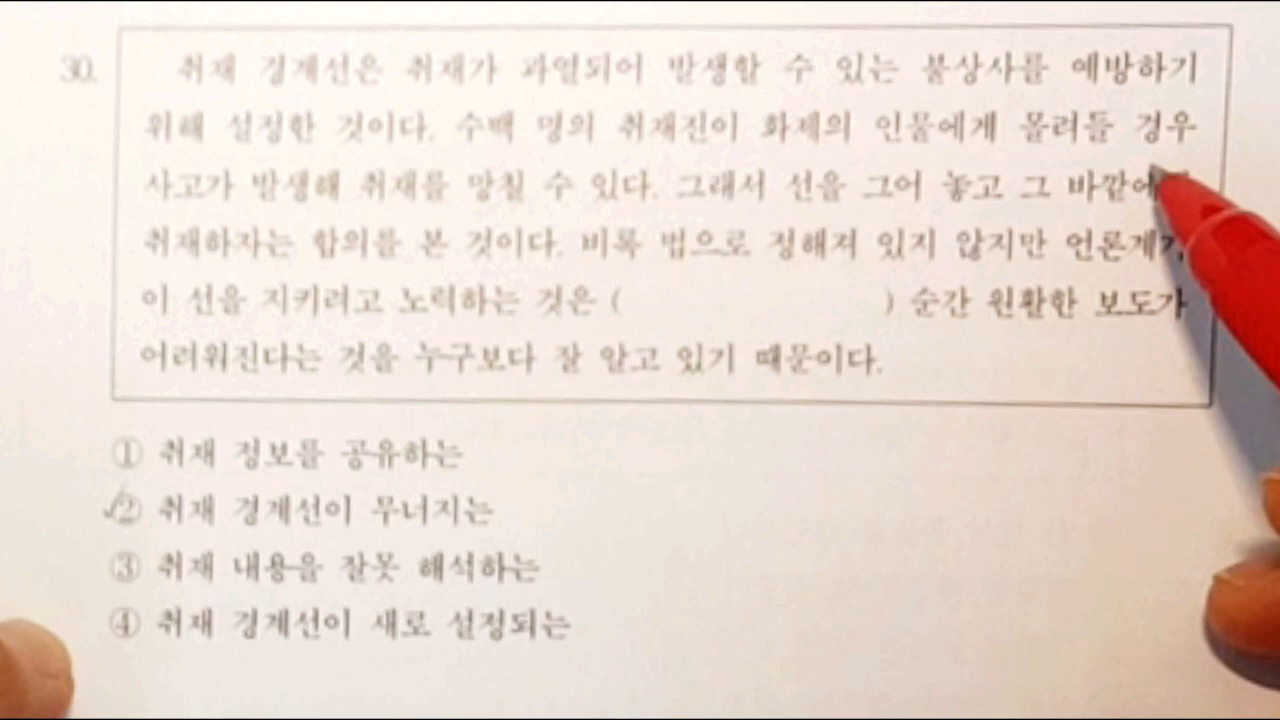 30. 취재 경계선은 취재가 과열되어 발생할 수 있는 불상사를 예방하기
위해 설정한 것이다. 수백 명의 취재진이 화제의 인물에게 몰려들 경우
사고가 발생해 취재를 망칠 수 있다. 그래서 선을 그어 놓고 그
취재하자는 합의를 본 것이다. 비록 법으로 정해져 있지 않지만
이 선을 지키려고 노력하는 것은 ( ) 순간 원활한 보도가
어려워진다는 것을 누구보다 잘 알고 있기 때문이다.
① 취재 정보를 공유하는
② 취재 경계선이 무너지는
③ 취재 내용을 잘못 해석하는
④ 취재 경계선이 새로 설정되는